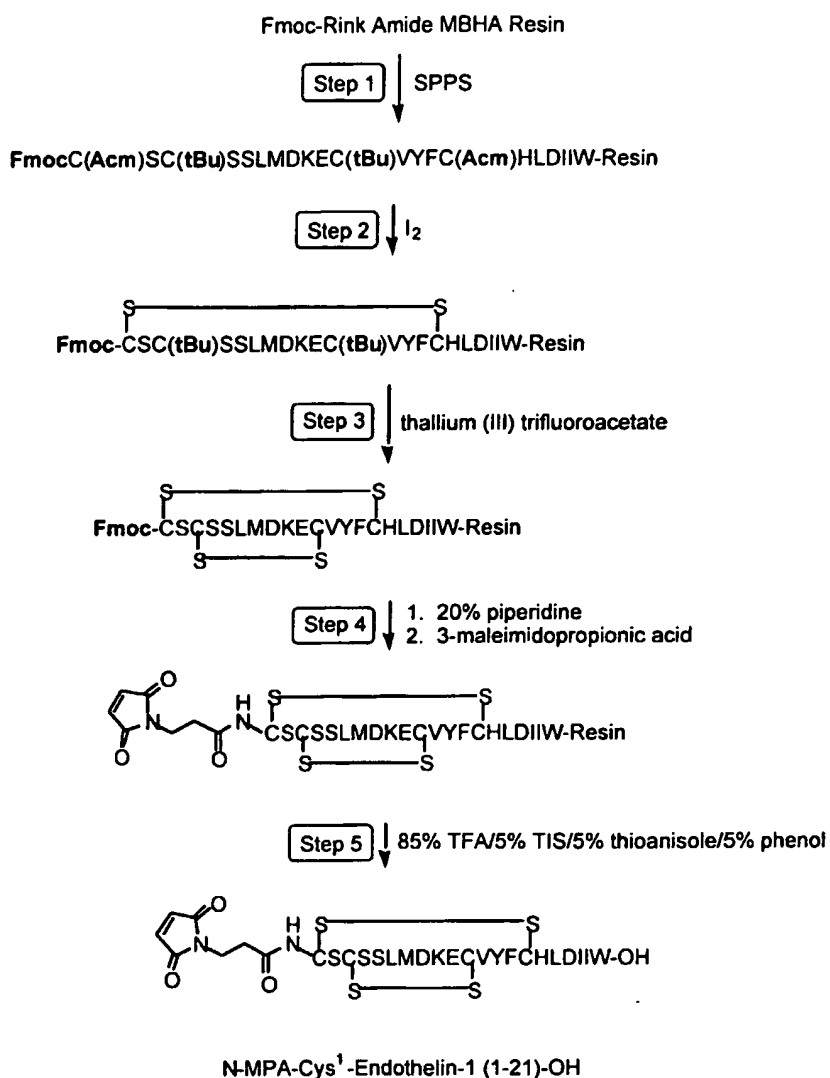 Fmoc-Rink Amide MBHA Resin
Step 1
SPPS
FmocC(Acm)SC(tBu)SSLMDKEC(tBu)VYFC(Acm)HLDIIW-Resin
Step 2
I2
S S
Fmoc-CSC(tBu)SSLMDKEC(tBu)VYFCHLDIIW-Resin
Step 3
thallium (III) trifluoroacetate
S S
Fmoc-CSCSSLMDKECVYFCHLDIIW-Resin
S S
Step 4
1. 20% piperidine
2. 3-maleimidopropionic acid
O N O O H N S S
CSCSSLMDKECVYFCHLDIIW-Resin
S S
Step 5
85% TFA/5% TIS/5% thioanisole/5% phenol
O N O O H N S S
CSCSSLMDKECVYFCHLDIIW-OH
S S
N-MPA-Cys1-Endothelin-1 (1-21)-OH